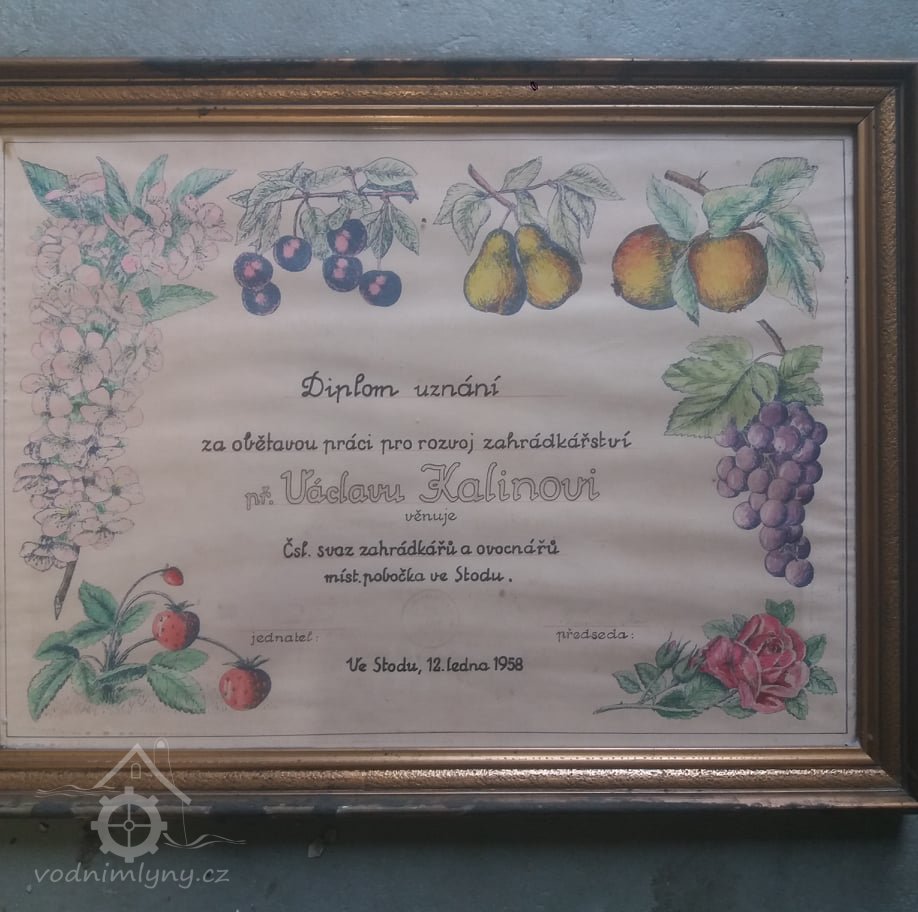 Diplom uznání
za obětavou práci pro rozvoj zahrádkářství
př. Václavu Kalinovi
věnuje
Čsl. svaz zahrádkářů a ovocnářů
míst. pobočka ve Stodu.
jednatel: předseda:
Ve Stodu, 12. ledna 1958
vodnimlyny.cz